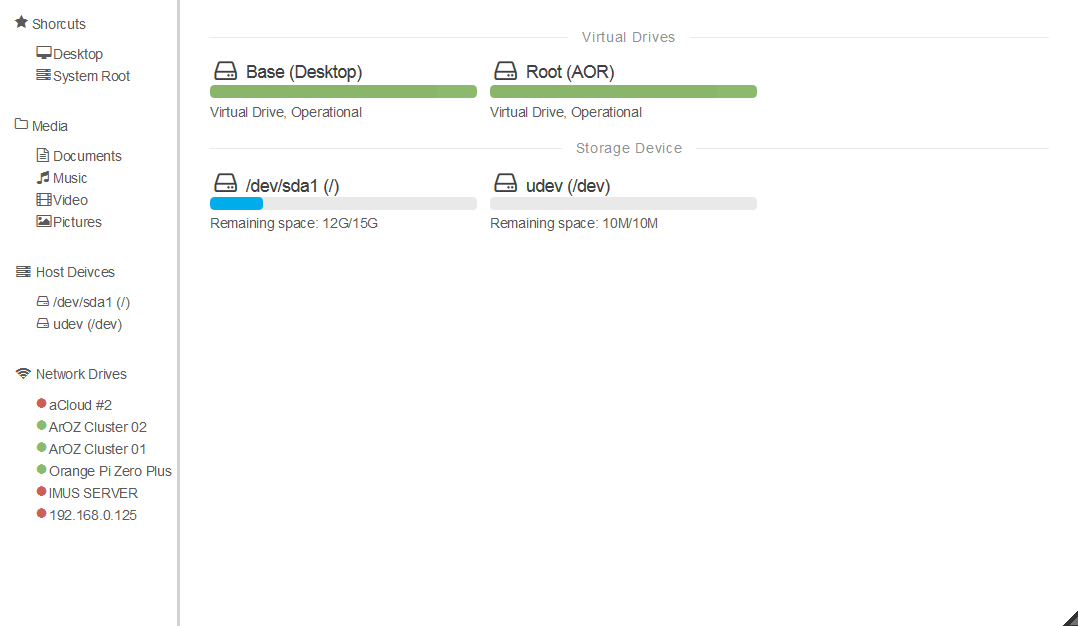 Shorcuts
Desktop
System Root
Media
Documents
Music
Video
Pictures
Host Deivces
/dev/sda1 (/)
udev (/dev)
Network Drives
aCloud #2
ArOZ Cluster 02
ArOZ Cluster 01
Orange Pi Zero Plus
IMUS SERVER
192.168.0.125
Virtual Drives
Base (Desktop)
Virtual Drive, Operational
Root (AOR)
Virtual Drive, Operational
Storage Device
/dev/sda1 (/)
Remaining space: 12G/15G
udev (/dev)
Remaining space: 10M/10M